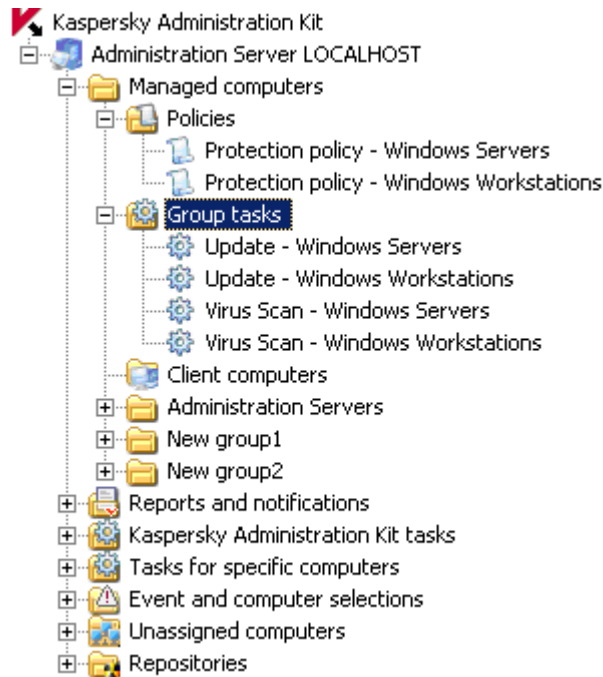 Kaspersky Administration Kit
Administration Server LOCALHOST
Managed computers
Policies
Protection policy - Windows Servers
Protection policy - Windows Workstations
Group tasks
Update - Windows Servers
Update - Windows Workstations
Virus Scan - Windows Servers
Virus Scan - Windows Workstations
Client computers
Administration Servers
New group1
New group2
Reports and notifications
Kaspersky Administration Kit tasks
Tasks for specific computers
Event and computer selections
Unassigned computers
Repositories